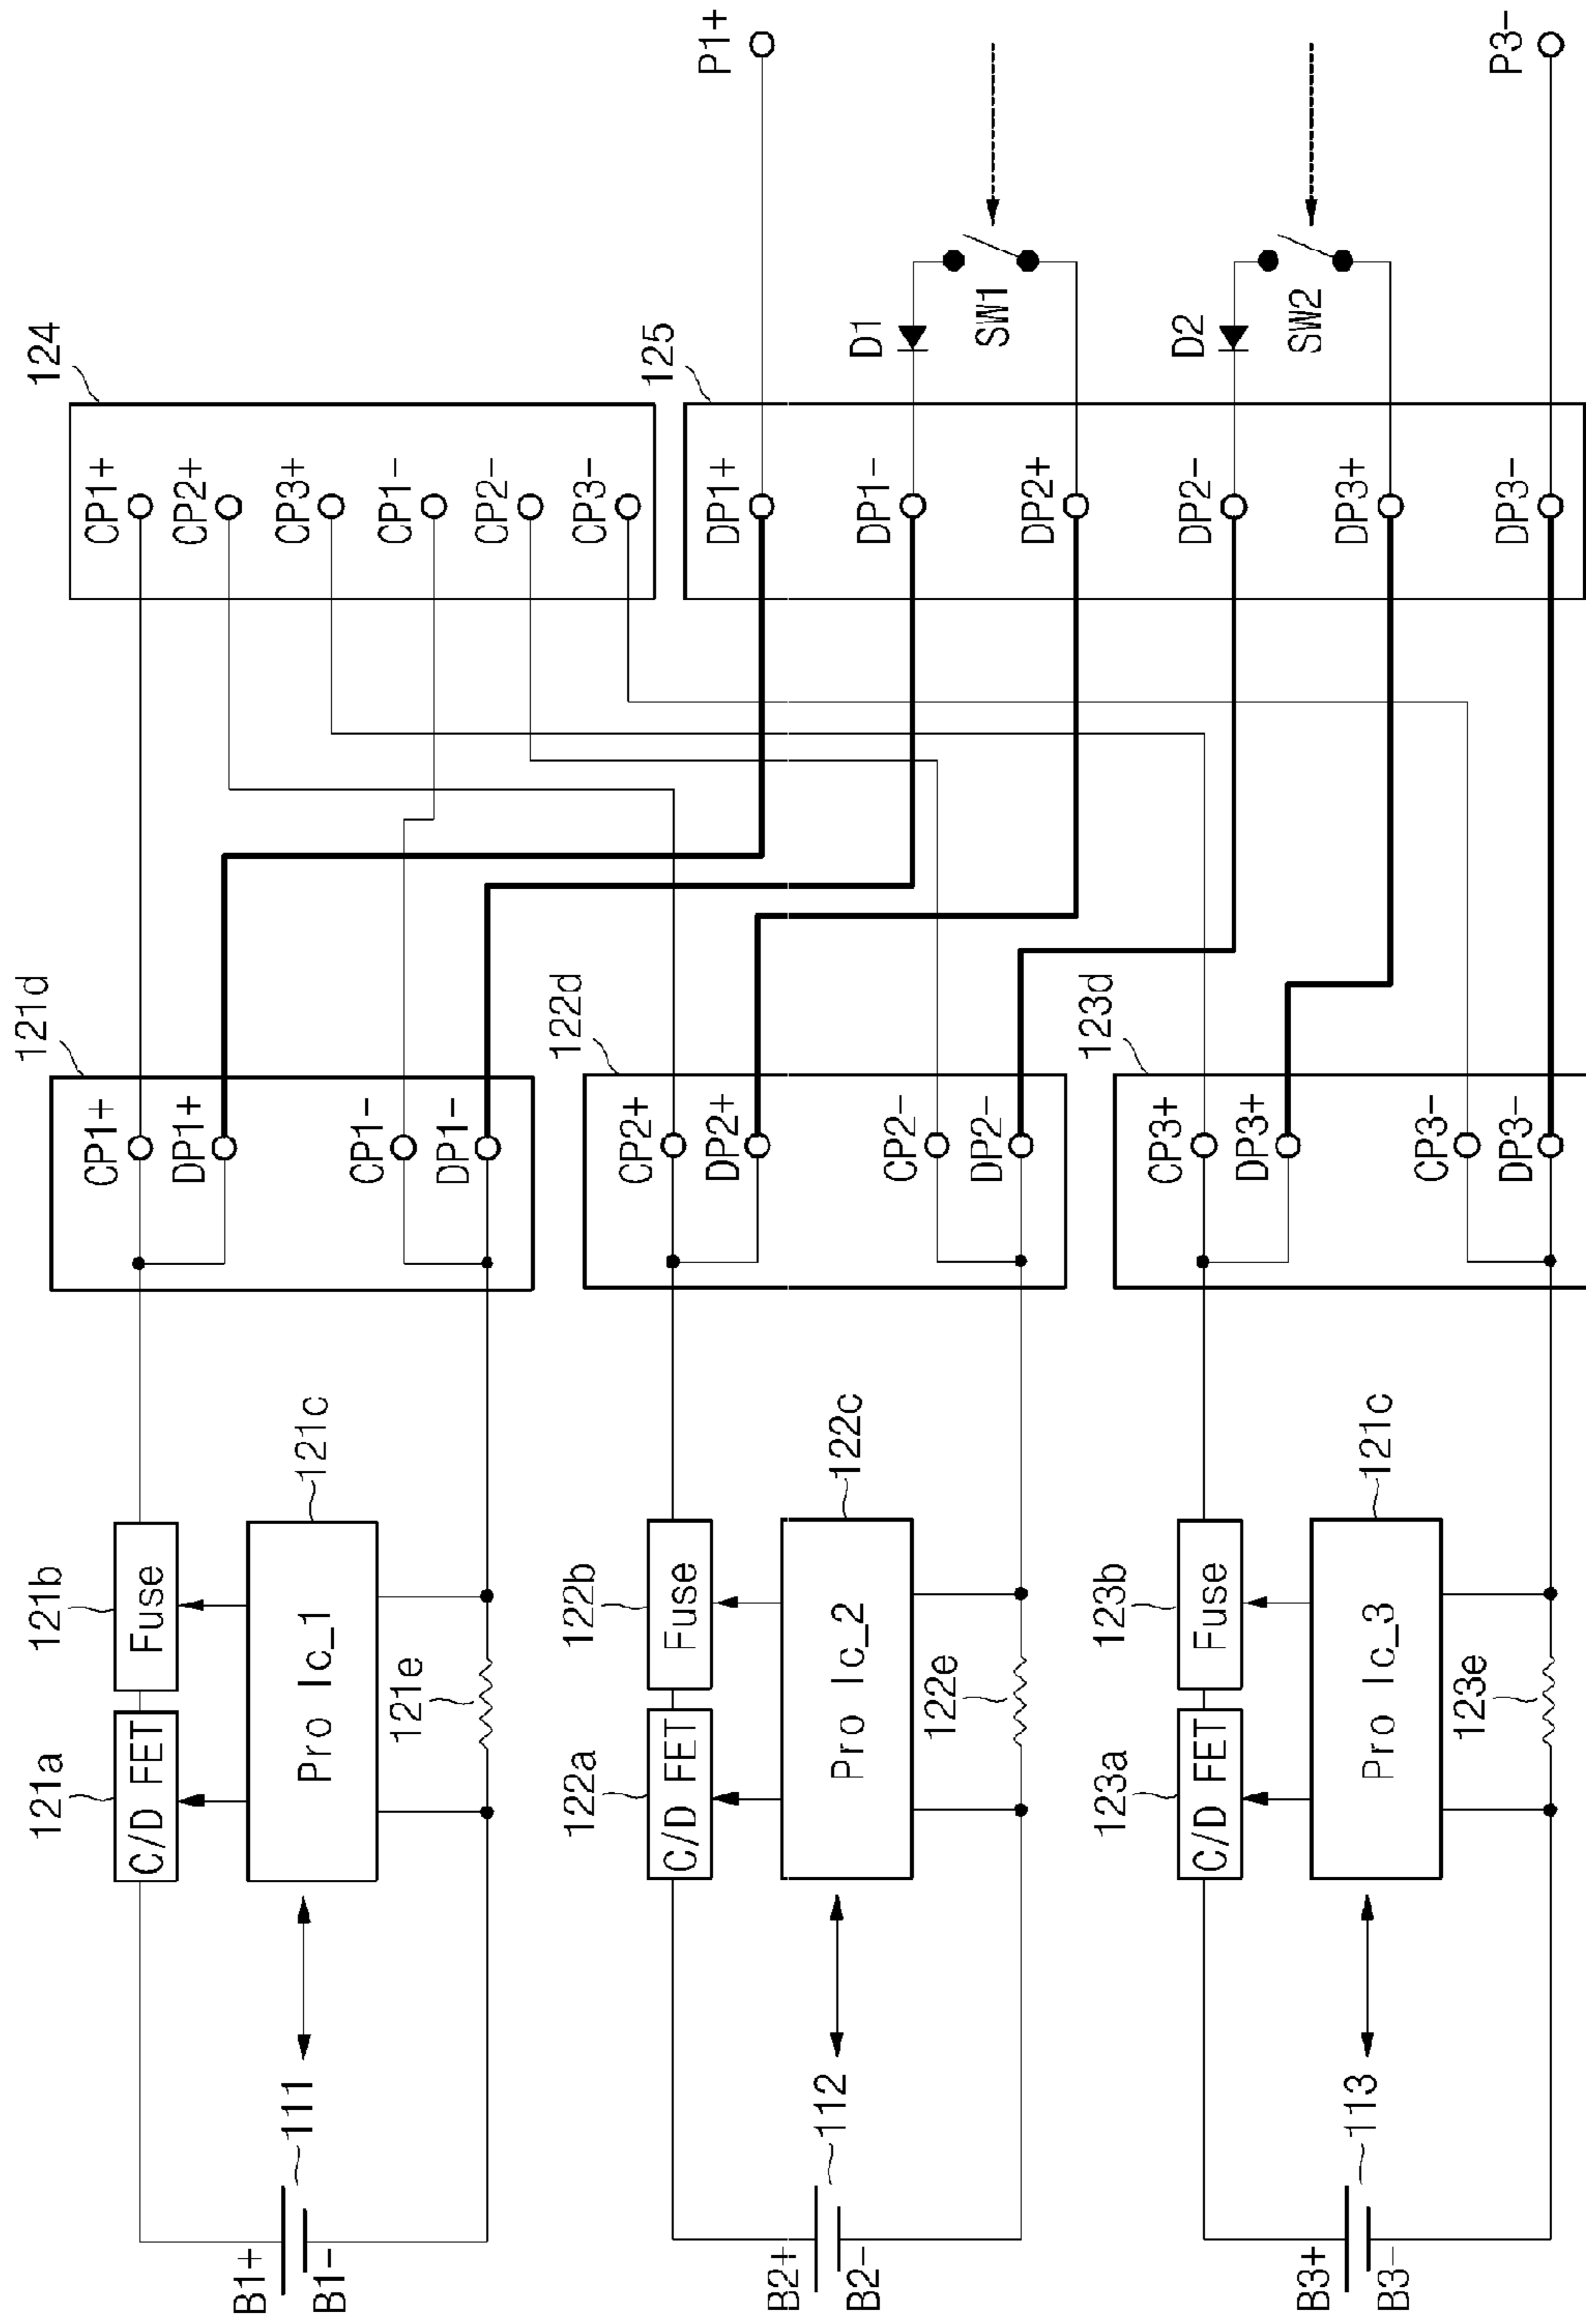 124
CP1+
CP2+
CP3+
CP1-
CP2-
CP3-
125
DP1+
DP1-
DP2+
DP2-
DP3+
DP3-
P1+
D1
SW1
D2
SW2
P3-
121d
CP1+
DP1+
CP1-
DP1-
122d
CP2+
DP2+
CP2-
DP2-
123d
CP3+
DP3+
CP3-
DP3-
121a
C/D FET
121b
Fuse
Pro Ic_1
121c
121e
111
B1+
B1-
122a
C/D FET
122b
Fuse
Pro Ic_2
122c
122e
112
B2+
B2-
123a
C/D FET
123b
Fuse
Pro Ic_3
121c
123e
113
B3+
B3-